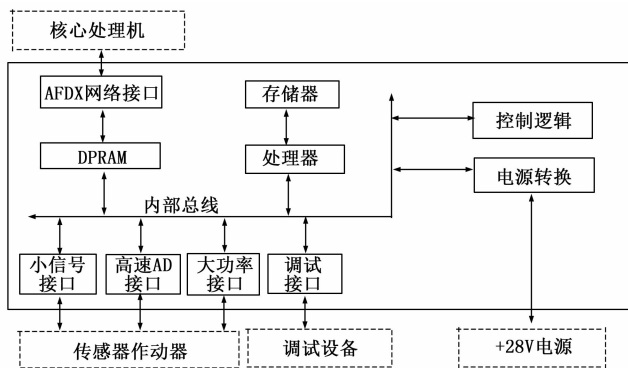 核心处理机
AFDX网络接口
存储器
控制逻辑
DPRAM
处理器
电源转换
内部总线
小信号
接口
高速AD
接口
大功率
接口
调试
接口
传感器作动器
调试设备
+28V电源